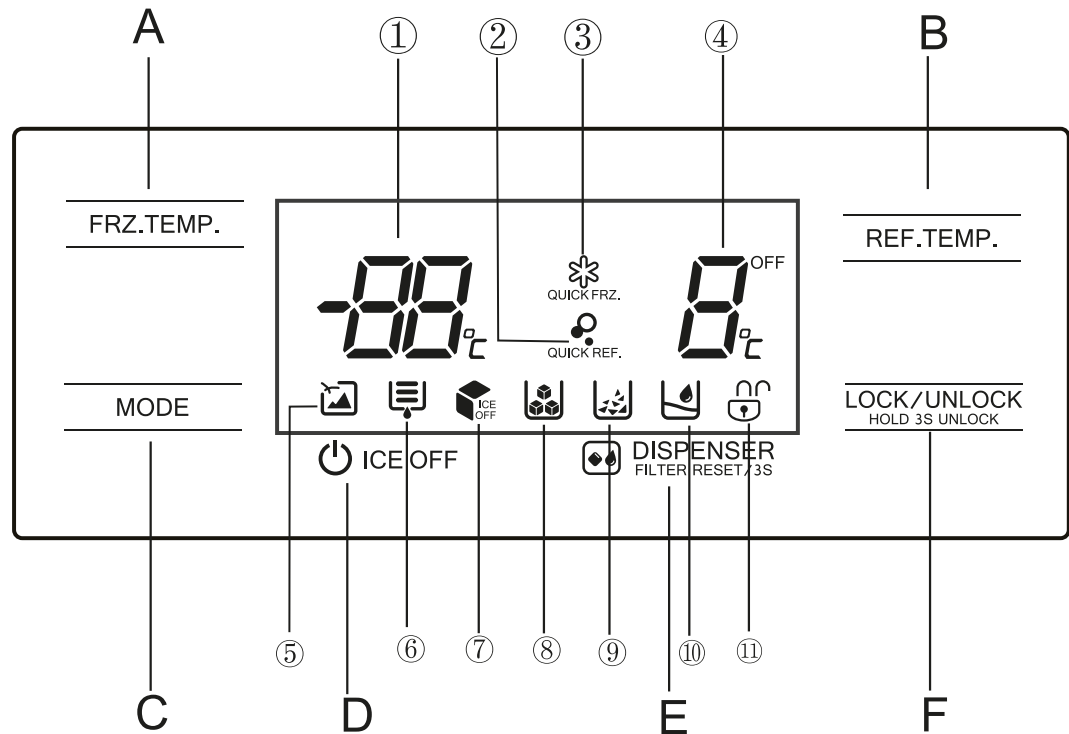 A
①
②
③
④
B
FRZ.TEMP.
REF.TEMP.
-88°C
QUICK FRZ.
8°C OFF
QUICK REF.
MODE
ICE
OFF
LOCK/UNLOCK
HOLD 3S UNLOCK
ICE OFF
DISPENSER
FILTER RESET/3S
⑤
⑥
⑦
⑧
⑨
⑩
⑪
C
D
E
F